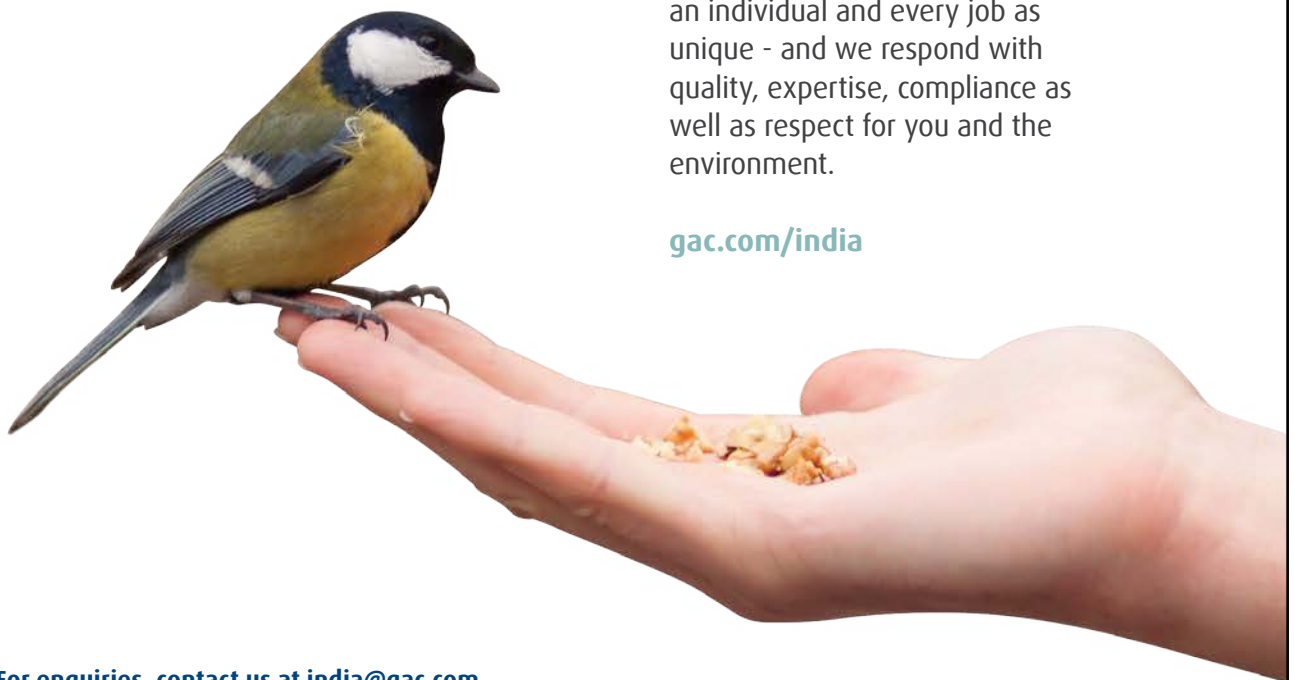 an individual and every job as
unique - and we respond with
quality, expertise, compliance as
well as respect for you and the
environment.
gac.com/india
For enquiries, contact us at india@gac.com